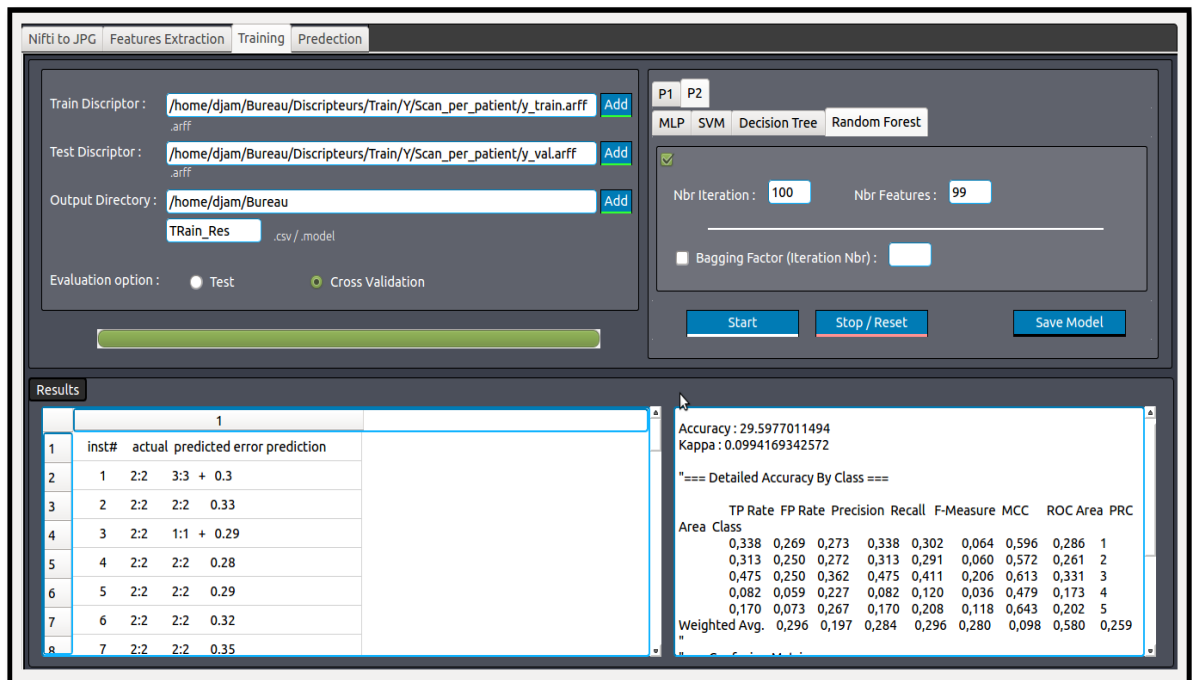 Nifti to JPG Features Extraction Training Predection
Train Discriptor : /home/djam/Bureau/Discripteurs/Train/Y/Scan_per_patient/y_train.arff Add
.arff
Test Discriptor : /home/djam/Bureau/Discripteurs/Train/Y/Scan_per_patient/y_val.arff Add
.arff
Output Directory : /home/djam/Bureau Add
TRain_Res .csv / .model
Evaluation option : Test Cross Validation
P1 P2
MLP SVM Decision Tree Random Forest
Nbr Iteration : 100 Nbr Features : 99
Bagging Factor (Iteration Nbr) :
Start Stop / Reset Save Model
Results
1
1 inst# actual predicted error prediction
2 1 2:2 3:3 + 0.3
3 2 2:2 2:2 0.33
4 3 2:2 1:1 + 0.29
5 4 2:2 2:2 0.28
6 5 2:2 2:2 0.29
7 6 2:2 2:2 0.32
8 7 2:2 2:2 0.35
Accuracy : 29.5977011494
Kappa : 0.0994169342572
"=== Detailed Accuracy By Class ===
TP Rate FP Rate Precision Recall F-Measure MCC ROC Area PRC
Area Class
0,338 0,269 0,273 0,338 0,302 0,064 0,596 0,286 1
0,313 0,250 0,272 0,313 0,291 0,060 0,572 0,261 2
0,475 0,250 0,362 0,475 0,411 0,206 0,613 0,331 3
0,082 0,059 0,227 0,082 0,120 0,036 0,479 0,173 4
0,170 0,073 0,267 0,170 0,208 0,118 0,643 0,202 5
Weighted Avg. 0,296 0,197 0,284 0,296 0,280 0,098 0,580 0,259
"